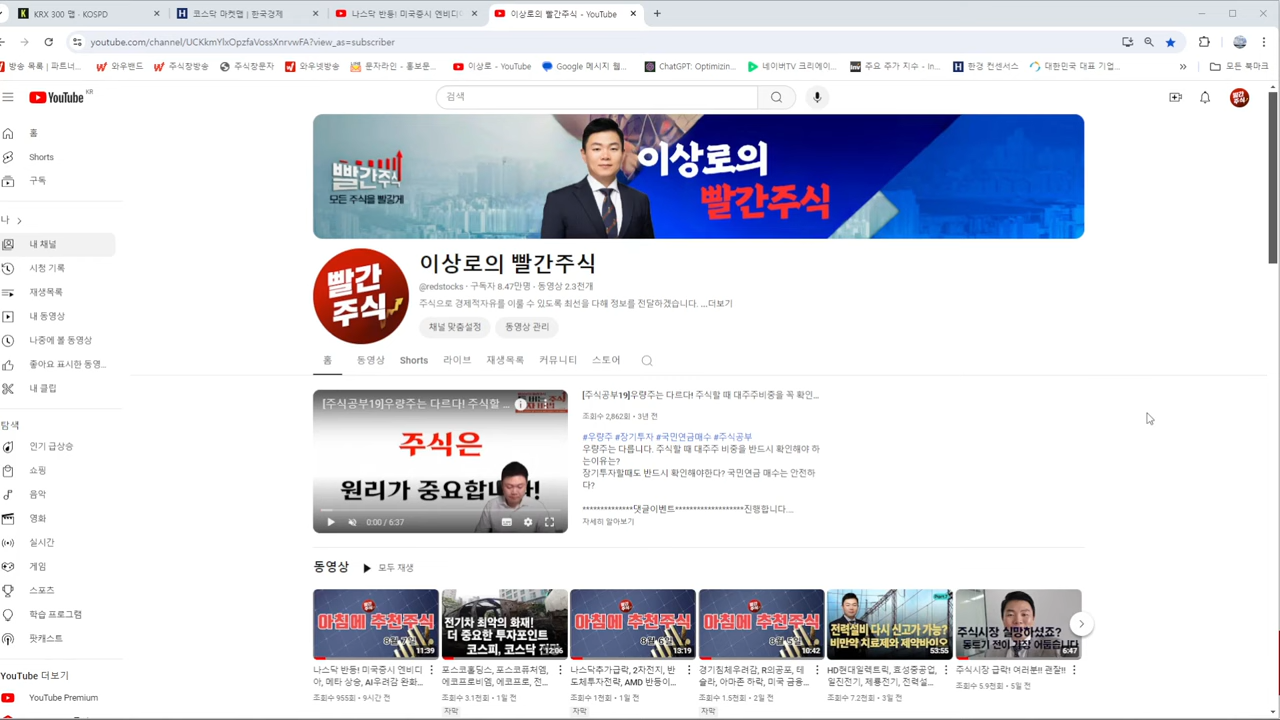 KRX 300 맵 - KOSPD
코스닥 마켓맵 | 한국경제
나스닥 반등! 미국증시 엔비디
이상로의 빨간주식 - YouTube
youtube.com/channel/UCKkmYlxOpzfaVossXnrvwFA?view_as=subscriber
방송 목록 | 파트너...
와우밴드
주식장방송
주식장문자
와우넷방송
문자라인 - 홍보문...
이상로 - YouTube
Google 메시지 웹...
ChatGPT: Optimizin...
네이버TV 크리에이...
주요 주가 지수 - In...
한경 컨센서스
대한민국 대표 기업...
모든 북마크
YouTube KR
검색
홈
Shorts
구독
나
내 채널
시청 기록
재생목록
내 동영상
나중에 볼 동영상
좋아요 표시한 동영...
내 클립
탐색
인기 급상승
쇼핑
음악
영화
실시간
게임
스포츠
학습 프로그램
팟캐스트
YouTube 더보기
YouTube Premium
빨간주식
모든 주식을 빨갛게
이상로의
빨간주식
빨간
주식
이상로의 빨간주식
@redstocks · 구독자 8.47만명 · 동영상 2.3천개
주식으로 경제적자유를 이룰 수 있도록 최선을 다해 정보를 전달하겠습니다. ...더보기
채널 맞춤설정
동영상 관리
홈
동영상
Shorts
라이브
재생목록
커뮤니티
스토어
[주식공부19]우량주는 다르다! 주식할 ...
주식은
원리가 중요합니다!
0:00 / 6:37
[주식공부19]우량주는 다르다! 주식할 때 대주주비중을 꼭 확인...
조회수 2,862회 · 3년 전
#우량주 #장기투자 #국민연금매수 #주식공부
우량주는 다릅니다. 주식할 때 대주주 비중을 반드시 확인해야 하
는이유는?
장기투자할때도 반드시 확인해야한다? 국민연금 매수는 안전하
다?
**************댓글이벤트*******************진행합니다....
자세히 알아보기
동영상
모두 재생
아침에 추천주식
8월 7일
11:39
나스닥 반등! 미국증시 엔비디
아, 메타 상승, AI우려감 완화...
조회수 955회 · 9시간 전
전기차 최악의 화재!
더 중요한 투자포인트
코스피, 코스닥
12:06
포스코홀딩스, 포스코퓨처엠,
에코프로비엠, 에코프로, 전...
조회수 3.1천회 · 1일 전
자막
아침에 추천주식
8월 6일
13:19
나스닥추가급락, 2차전지, 반
도체투자전략, AMD 반등이...
조회수 1천회 · 1일 전
자막
아침에 추천주식
8월 5일
10:42
경기침체우려감, R의공포, 테
슬라, 아마존 하락, 미국 금융...
조회수 1.5천회 · 2일 전
자막
전력설비 다시 신고가 가능?
비만약 치료제와 제약바이오
53:55
HD현대일렉트릭, 효성중공업,
일진전기, 제룡전기, 전력설...
조회수 7.2천회 · 3일 전
주식시장 실망하셨죠?
동트기 전이 가장 어둡습니다
6:47
주식시장 급락! 여러분!! 괜찮!!
조회수 5.9천회 · 5일 전